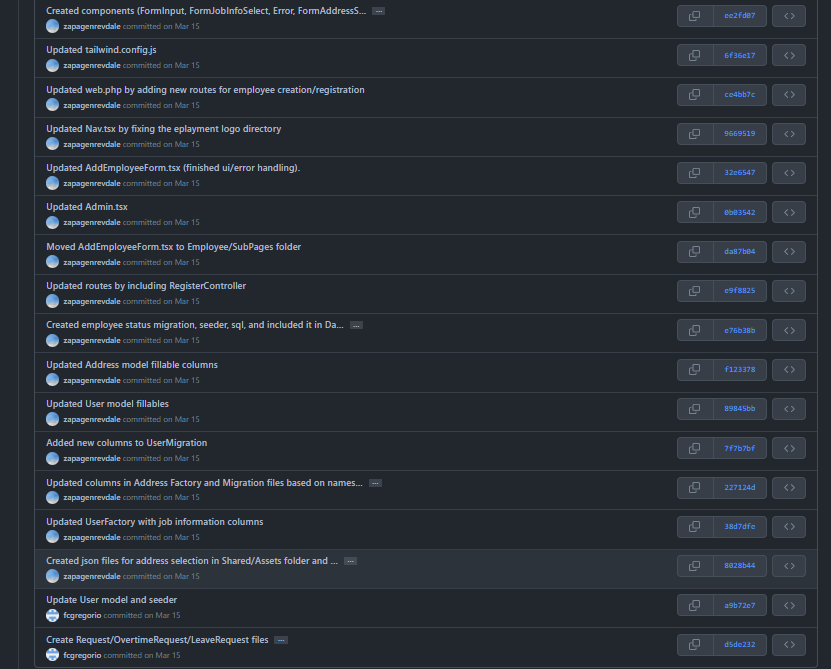 Created components (FormInput, FormJobInfoSelect, Error, FormAddressS... ...
ee2fd07
zapagenrevdale committed on Mar 15
Updated tailwind.config.js
6f36e17
zapagenrevdale committed on Mar 15
Updated web.php by adding new routes for employee creation/registration
ce4bb7c
zapagenrevdale committed on Mar 15
Updated Nav.tsx by fixing the eplayment logo directory
9669519
zapagenrevdale committed on Mar 15
Updated AddEmployeeForm.tsx (finished ui/error handling).
32e6547
zapagenrevdale committed on Mar 15
Updated Admin.tsx
0b03542
zapagenrevdale committed on Mar 15
Moved AddEmployeeForm.tsx to Employee/SubPages folder
da87b04
zapagenrevdale committed on Mar 15
Updated routes by including RegisterController
e9f8825
zapagenrevdale committed on Mar 15
Created employee status migration, seeder, sql, and included it in Da... ...
e76b38b
zapagenrevdale committed on Mar 15
Updated Address model fillable columns
f123378
zapagenrevdale committed on Mar 15
Updated User model fillables
89845bb
zapagenrevdale committed on Mar 15
Added new columns to UserMigration
7f7b7bf
zapagenrevdale committed on Mar 15
Updated columns in Address Factory and Migration files based on names... ...
227124d
zapagenrevdale committed on Mar 15
Updated UserFactory with job information columns
38d7dfe
zapagenrevdale committed on Mar 15
Created json files for address selection in Shared/Assets folder and ... ...
8028b44
zapagenrevdale committed on Mar 15
Update User model and seeder
a9b72e7
fcgregorio committed on Mar 15
Create Request/OvertimeRequest/LeaveRequest files ...
d5de232
fcgregorio committed on Mar 15